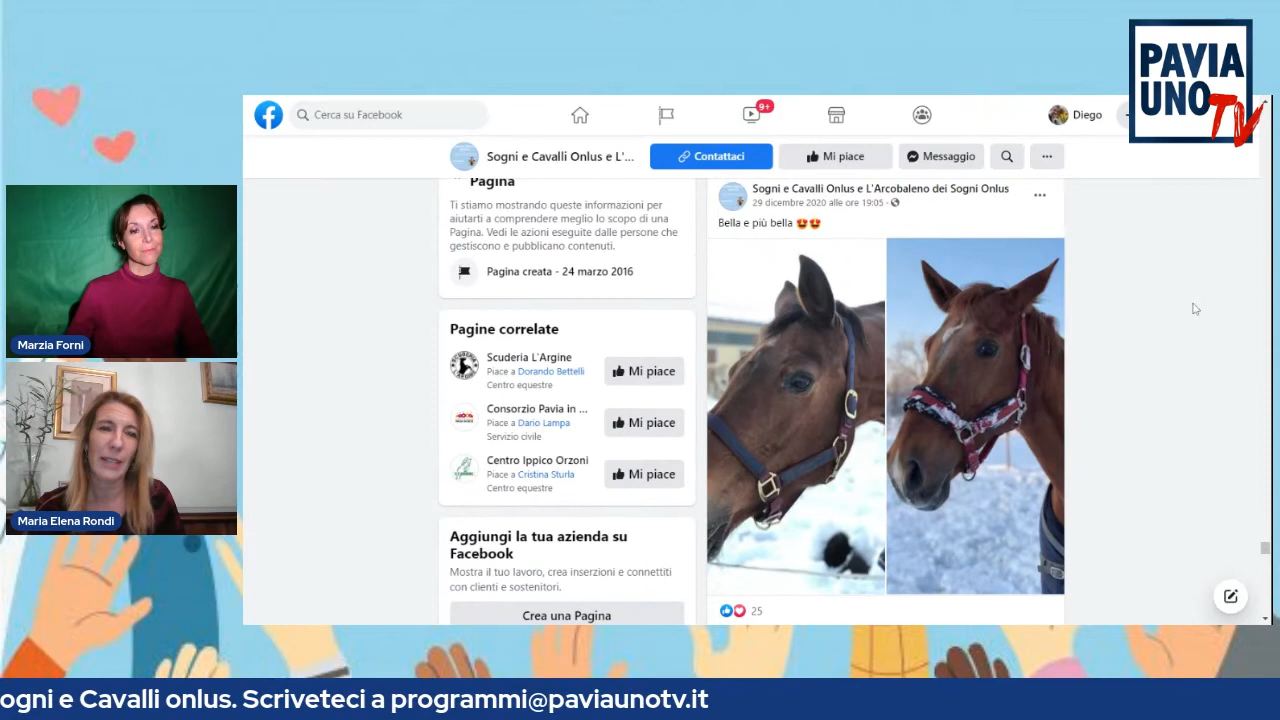 PAVIA
UNO TV
Cerca su Facebook
9+
Diego
Sogni e Cavalli Onlus e L'...
Contattaci
Mi piace
Messaggio
Pagina
Ti stiamo mostrando queste informazioni per
aiutarti a comprendere meglio lo scopo di una
Pagina. Vedi le azioni eseguite dalle persone che
gestiscono e pubblicano contenuti.
Pagina creata - 24 marzo 2016
Pagine correlate
Scuderia L'Argine
Piace a Dorando Bettelli
Centro equestre
Mi piace
Consorzio Pavia in ...
Piace a Dario Lampa
Servizio civile
Mi piace
Centro Ippico Orzoni
Piace a Cristina Sturla
Centro equestre
Mi piace
Aggiungi la tua azienda su
Facebook
Mostra il tuo lavoro, crea inserzioni e connettiti
con clienti e sostenitori.
Crea una Pagina
Sogni e Cavalli Onlus e L'Arcobaleno dei Sogni Onlus
29 dicembre 2020 alle ore 19:05
Bella e più bella 😍😍
25
Marzia Forni
Maria Elena Rondi
ogni e Cavalli onlus. Scriveteci a programmi@paviaunotv.it